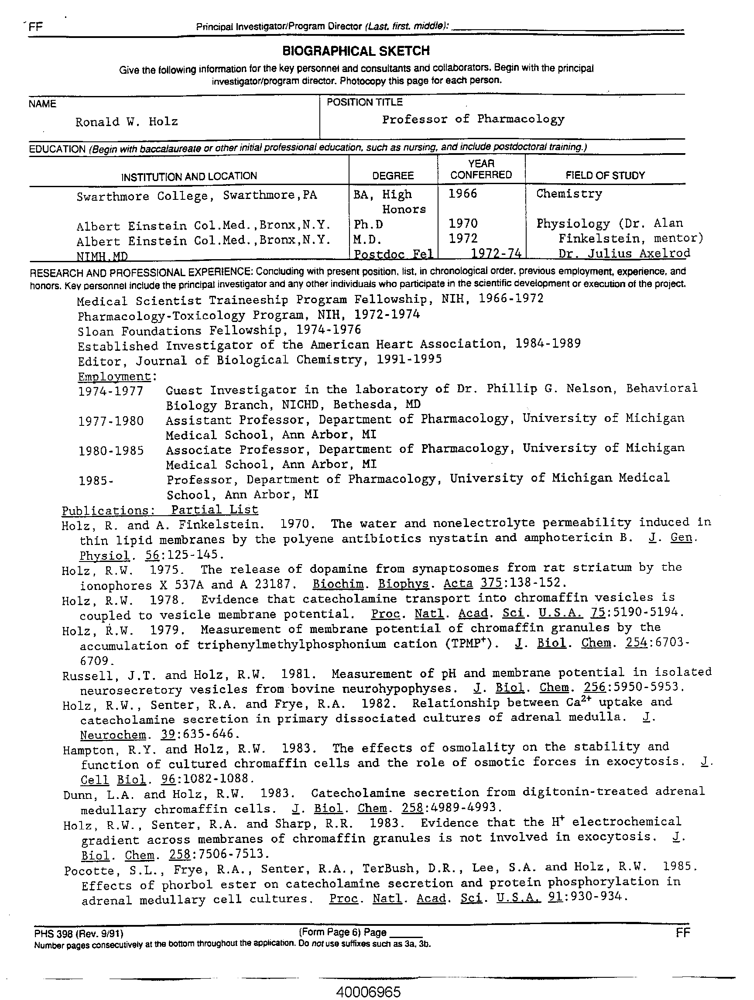 FF Principal Investigator/Program Director (Last, first, middle):
BIOGRAPHICAL SKETCH
Give the following information for the key personnel and consultants and collaborators. Begin with the principal
investigator/program director. Photocopy this page for each person.
NAME POSITION TITLE
Ronald W. Holz Professor of Pharmacology
EDUCATION (Begin with baccalaureate or other initial professional education, such as nursing, and include postdoctoral training.)
INSTITUTION AND LOCATION DEGREE YEAR CONFERRED FIELD OF STUDY
Swarthmore College, Swarthmore,PA BA, High Honors 1966 Chemistry
Albert Einstein Col.Med.,Bronx,N.Y. Ph.D 1970 Physiology (Dr. Alan
Albert Einstein Col.Med.,Bronx,N.Y. M.D. 1972 Finkelstein, mentor)
NIMH,MD Postdoc Fel 1972-74 Dr. Julius Axelrod
RESEARCH AND PROFESSIONAL EXPERIENCE: Concluding with present position, list, in chronological order, previous employment, experience, and
honors. Key personnel include the principal investigator and any other individuals who participate in the scientific development or execution of the project.
Medical Scientist Traineeship Program Fellowship, NIH, 1966-1972
Pharmacology-Toxicology Program, NIH, 1972-1974
Sloan Foundations Fellowship, 1974-1976
Established Investigator of the American Heart Association, 1984-1989
Editor, Journal of Biological Chemistry, 1991-1995
Employment:
1974-1977 Guest Investigator in the laboratory of Dr. Phillip G. Nelson, Behavioral
Biology Branch, NICHD, Bethesda, MD
1977-1980 Assistant Professor, Department of Pharmacology, University of Michigan
Medical School, Ann Arbor, MI
1980-1985 Associate Professor, Department of Pharmacology, University of Michigan
Medical School, Ann Arbor, MI
1985- Professor, Department of Pharmacology, University of Michigan Medical
School, Ann Arbor, MI
Publications: Partial List
Holz, R. and A. Finkelstein. 1970. The water and nonelectrolyte permeability induced in
thin lipid membranes by the polyene antibiotics nystatin and amphotericin B. J. Gen.
Physiol. 56:125-145.
Holz, R.W. 1975. The release of dopamine from synaptosomes from rat striatum by the
ionophores X 537A and A 23187. Biochim. Biophys. Acta 375:138-152.
Holz, R.W. 1978. Evidence that catecholamine transport into chromaffin vesicles is
coupled to vesicle membrane potential. Proc. Natl. Acad. Sci. U.S.A. 75:5190-5194.
Holz, R.W. 1979. Measurement of membrane potential of chromaffin granules by the
accumulation of triphenylmethylphosphonium cation (TPMP⁺). J. Biol. Chem. 254:6703-
6709.
Russell, J.T. and Holz, R.W. 1981. Measurement of pH and membrane potential in isolated
neurosecretory vesicles from bovine neurohypophyses. J. Biol. Chem. 256:5950-5953.
Holz, R.W., Senter, R.A. and Frye, R.A. 1982. Relationship between Ca²⁺ uptake and
catecholamine secretion in primary dissociated cultures of adrenal medulla. J.
Neurochem. 39:635-646.
Hampton, R.Y. and Holz, R.W. 1983. The effects of osmolality on the stability and
function of cultured chromaffin cells and the role of osmotic forces in exocytosis. J.
Cell Biol. 96:1082-1088.
Dunn, L.A. and Holz, R.W. 1983. Catecholamine secretion from digitonin-treated adrenal
medullary chromaffin cells. J. Biol. Chem. 258:4989-4993.
Holz, R.W., Senter, R.A. and Sharp, R.R. 1983. Evidence that the H⁺ electrochemical
gradient across membranes of chromaffin granules is not involved in exocytosis. J.
Biol. Chem. 258:7506-7513.
Pocotte, S.L., Frye, R.A., Senter, R.A., TerBush, D.R., Lee, S.A. and Holz, R.W. 1985.
Effects of phorbol ester on catecholamine secretion and protein phosphorylation in
adrenal medullary cell cultures. Proc. Natl. Acad. Sci. U.S.A. 91:930-934.
PHS 398 (Rev. 9/91) (Form Page 6) Page FF
Number pages consecutively at the bottom throughout the application. Do not use suffixes such as 3a, 3b.
40006965